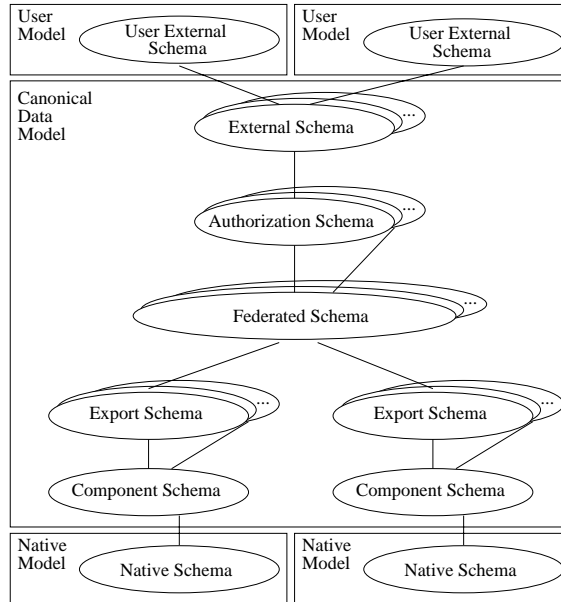 User
Model
User External
Schema
User
Model
User External
Schema
Canonical
Data
Model
...
External Schema
...
Authorization Schema
...
Federated Schema
...
Export Schema
...
Export Schema
Component Schema
Component Schema
Native
Model
Native Schema
Native
Model
Native Schema